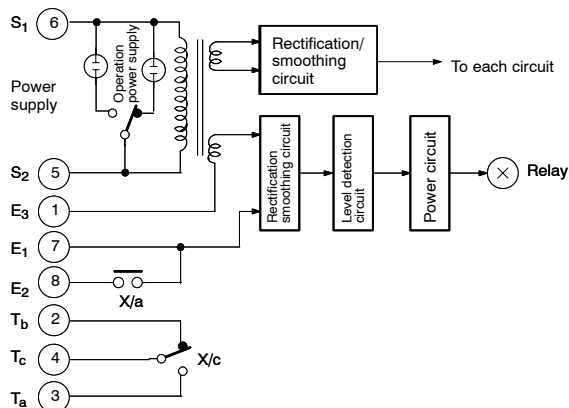 S1 6
Power
supply
Operation
power supply
Rectification/
smoothing
circuit
To each circuit
S2 5
E3 1
E1 7
E2 8
X/a
Rectification
smoothing circuit
Level detection
circuit
Power circuit
Relay
Tb 2
Tc 4
X/c
Ta 3